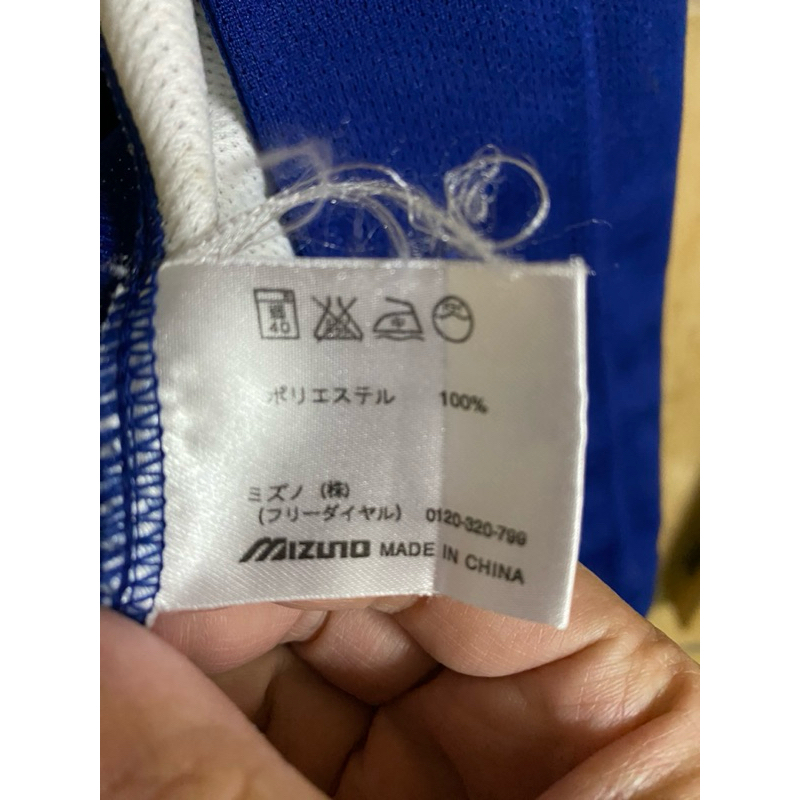 40
ポリエステル 100%
ミズノ (株)
(フリーダイヤル) 0120-320-799
MIZUNO MADE IN CHINA